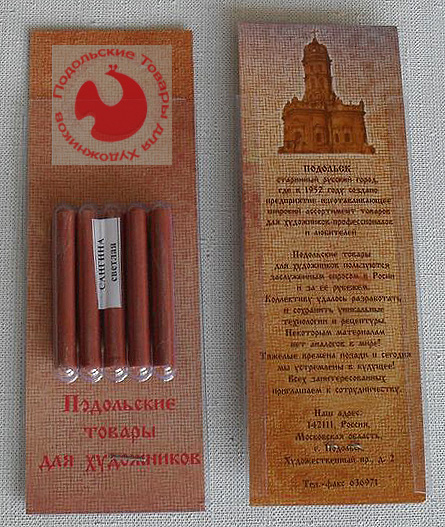 Подольские Товары для Художников
САНГИНА
светлая
Подольские
товары
для художников
Подольск
старинный русский город,
где в 1952 году создано
предприятие-изготавливающее
широкий ассортимент товаров
для художников-профессионалов
и любителей
Подольские товары
для художников пользуются
заслуженным спросом в Росии
и за её рубежем.
Коллективу удалось разработать
и сохранить уникальные
технологии и рецептуры.
Некоторым материалам
нет аналогов в мире!
Тяжелые времена позади и сегодня
мы устремлены в будущее!
Всех заинтересованных
приглашаем к сотрудничеству.
Наш адрес:
142111, Россия,
Московская область,
г. Подольск,
Художественный пр., д. 2
Тел.-факс 636971